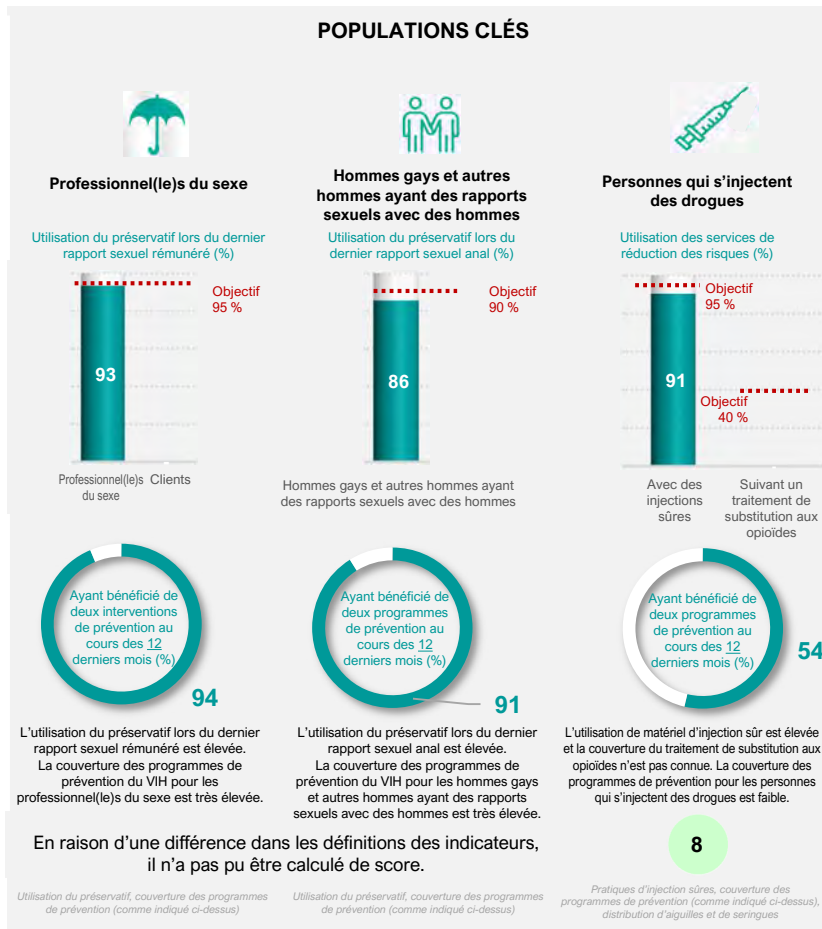 POPULATIONS CLÉS
Professionnel(le)s du sexe
Utilisation du préservatif lors du dernier
rapport sexuel rémunéré (%)
Objectif
95 %
93
Professionnel(le)s
du sexe
Clients
Ayant bénéficié de
deux interventions
de prévention au
cours des 12
derniers mois (%)
94
L'utilisation du préservatif lors du dernier
rapport sexuel rémunéré est élevée.
La couverture des programmes de
prévention du VIH pour les
professionnel(le)s du sexe est très élevée.
Hommes gays et autres
hommes ayant des rapports
sexuels avec des hommes
Utilisation du préservatif lors du
dernier rapport sexuel anal (%)
Objectif
90 %
86
Hommes gays et autres hommes ayant
des rapports sexuels avec des hommes
Ayant bénéficié de
deux programmes
de prévention au
cours des 12
derniers mois (%)
91
L'utilisation du préservatif lors du dernier
rapport sexuel anal est élevée.
La couverture des programmes de
prévention du VIH pour les hommes gays
et autres hommes ayant des rapports
sexuels avec des hommes est très élevée.
Personnes qui s'injectent
des drogues
Utilisation des services de
réduction des risques (%)
Objectif
95 %
91
Objectif
40 %
Avec des
injections
sûres
Suivant un
traitement de
substitution aux
opioïdes
Ayant bénéficié de
deux programmes
de prévention au
cours des 12
derniers mois (%)
54
L'utilisation de matériel d'injection sûr est élevée
et la couverture du traitement de substitution aux
opioïdes n'est pas connue. La couverture des
programmes de prévention pour les personnes
qui s'injectent des drogues est faible.
En raison d'une différence dans les définitions des indicateurs,
il n'a pas pu être calculé de score.
8
Utilisation du préservatif, couverture des programmes
de prévention (comme indiqué ci-dessus)
Utilisation du préservatif, couverture des programmes
de prévention (comme indiqué ci-dessus)
Pratiques d'injection sûres, couverture des
programmes de prévention (comme indiqué ci-dessus),
distribution d'aiguilles et de seringues